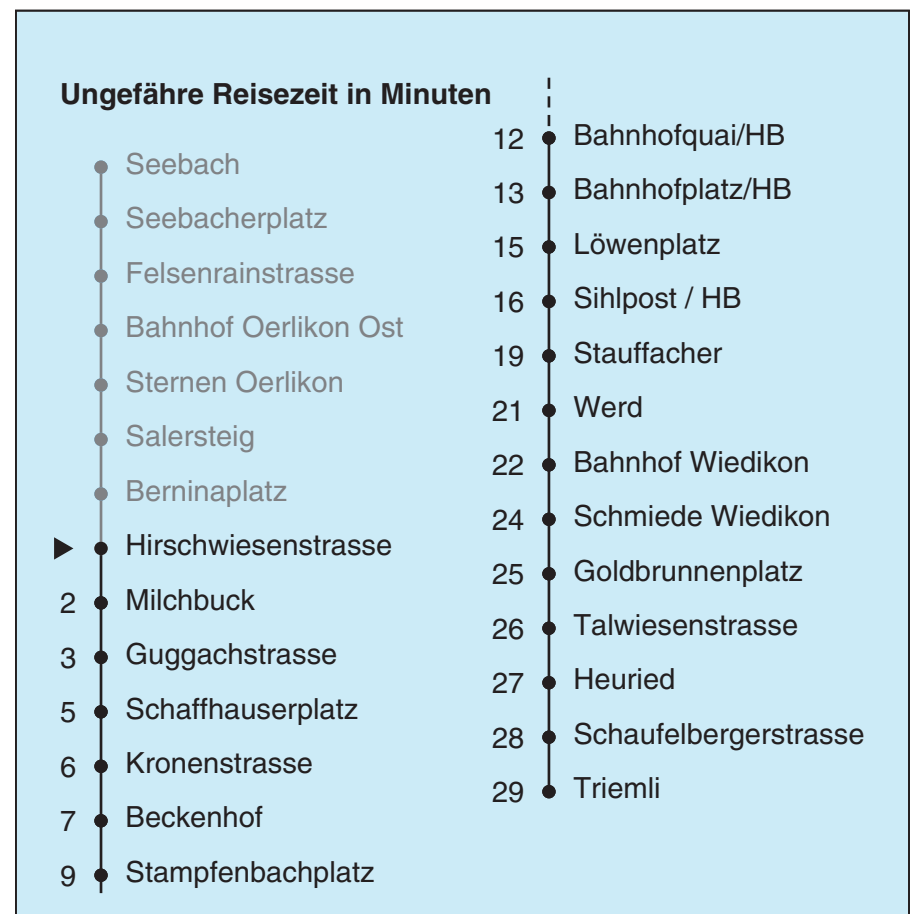 Ungefähre Reisezeit in Minuten
Seebach
Seebacherplatz
Felsenrainstrasse
Bahnhof Oerlikon Ost
Sternen Oerlikon
Salersteig
Berninaplatz
Hirschwiesenstrasse
2 Milchbuck
3 Guggachstrasse
5 Schaffhauserplatz
6 Kronenstrasse
7 Beckenhof
9 Stampfenbachplatz
12 Bahnhofquai/HB
13 Bahnhofplatz/HB
15 Löwenplatz
16 Sihlpost / HB
19 Stauffacher
21 Werd
22 Bahnhof Wiedikon
24 Schmiede Wiedikon
25 Goldbrunnenplatz
26 Talwiesenstrasse
27 Heuried
28 Schaufelbergerstrasse
29 Triemli